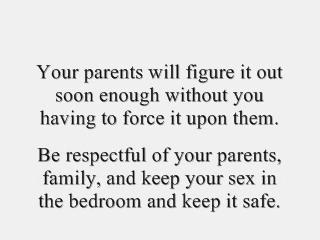 Your parents will figure it out
soon enough without you
having to force it upon them.
Be respectful of your parents,
family, and keep your sex in
the bedroom and keep it safe.